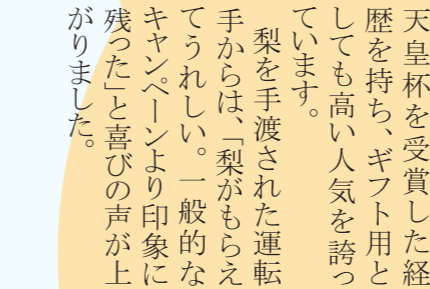 天皇杯を受賞した経
歴を持ち、ギフト用と
しても高い人気を誇っ
ています。
梨を手渡された運転
手からは、「梨がもらえ
てうれしい。一般的な
キャンペーンより印象に
残った」と喜びの声が上
がりました。